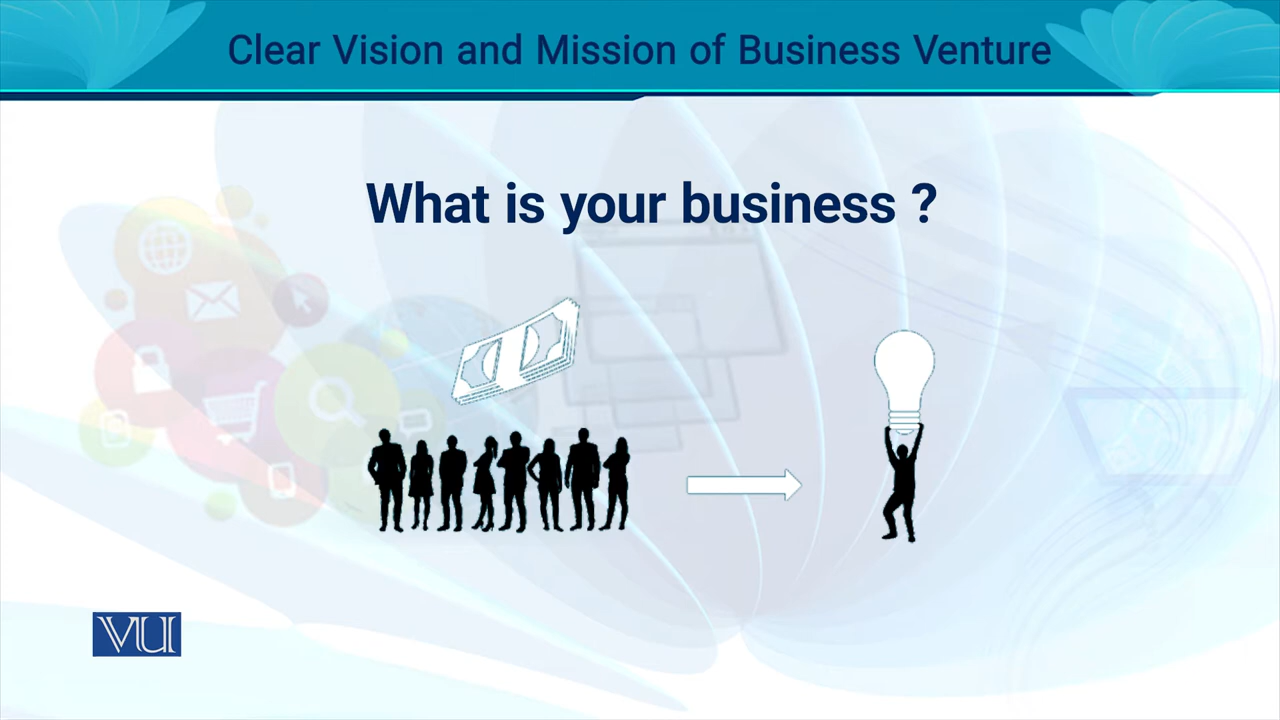 Clear Vision and Mission of Business Venture
What is your business ?
VU